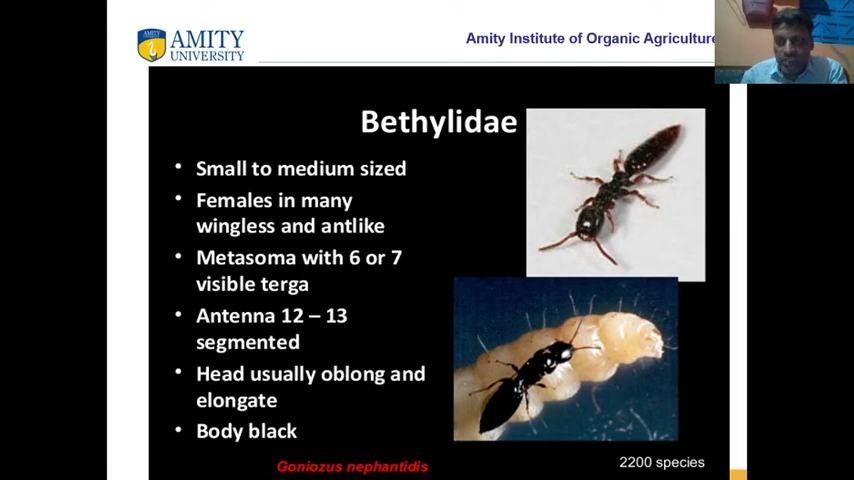 AMITY
UNIVERSITY
Amity Institute of Organic Agriculture
Bethylidae
• Small to medium sized
• Females in many
wingless and antlike
• Metasoma with 6 or 7
visible terga
• Antenna 12 – 13
segmented
• Head usually oblong and
elongate
• Body black
Goniozus nephantidis
2200 species